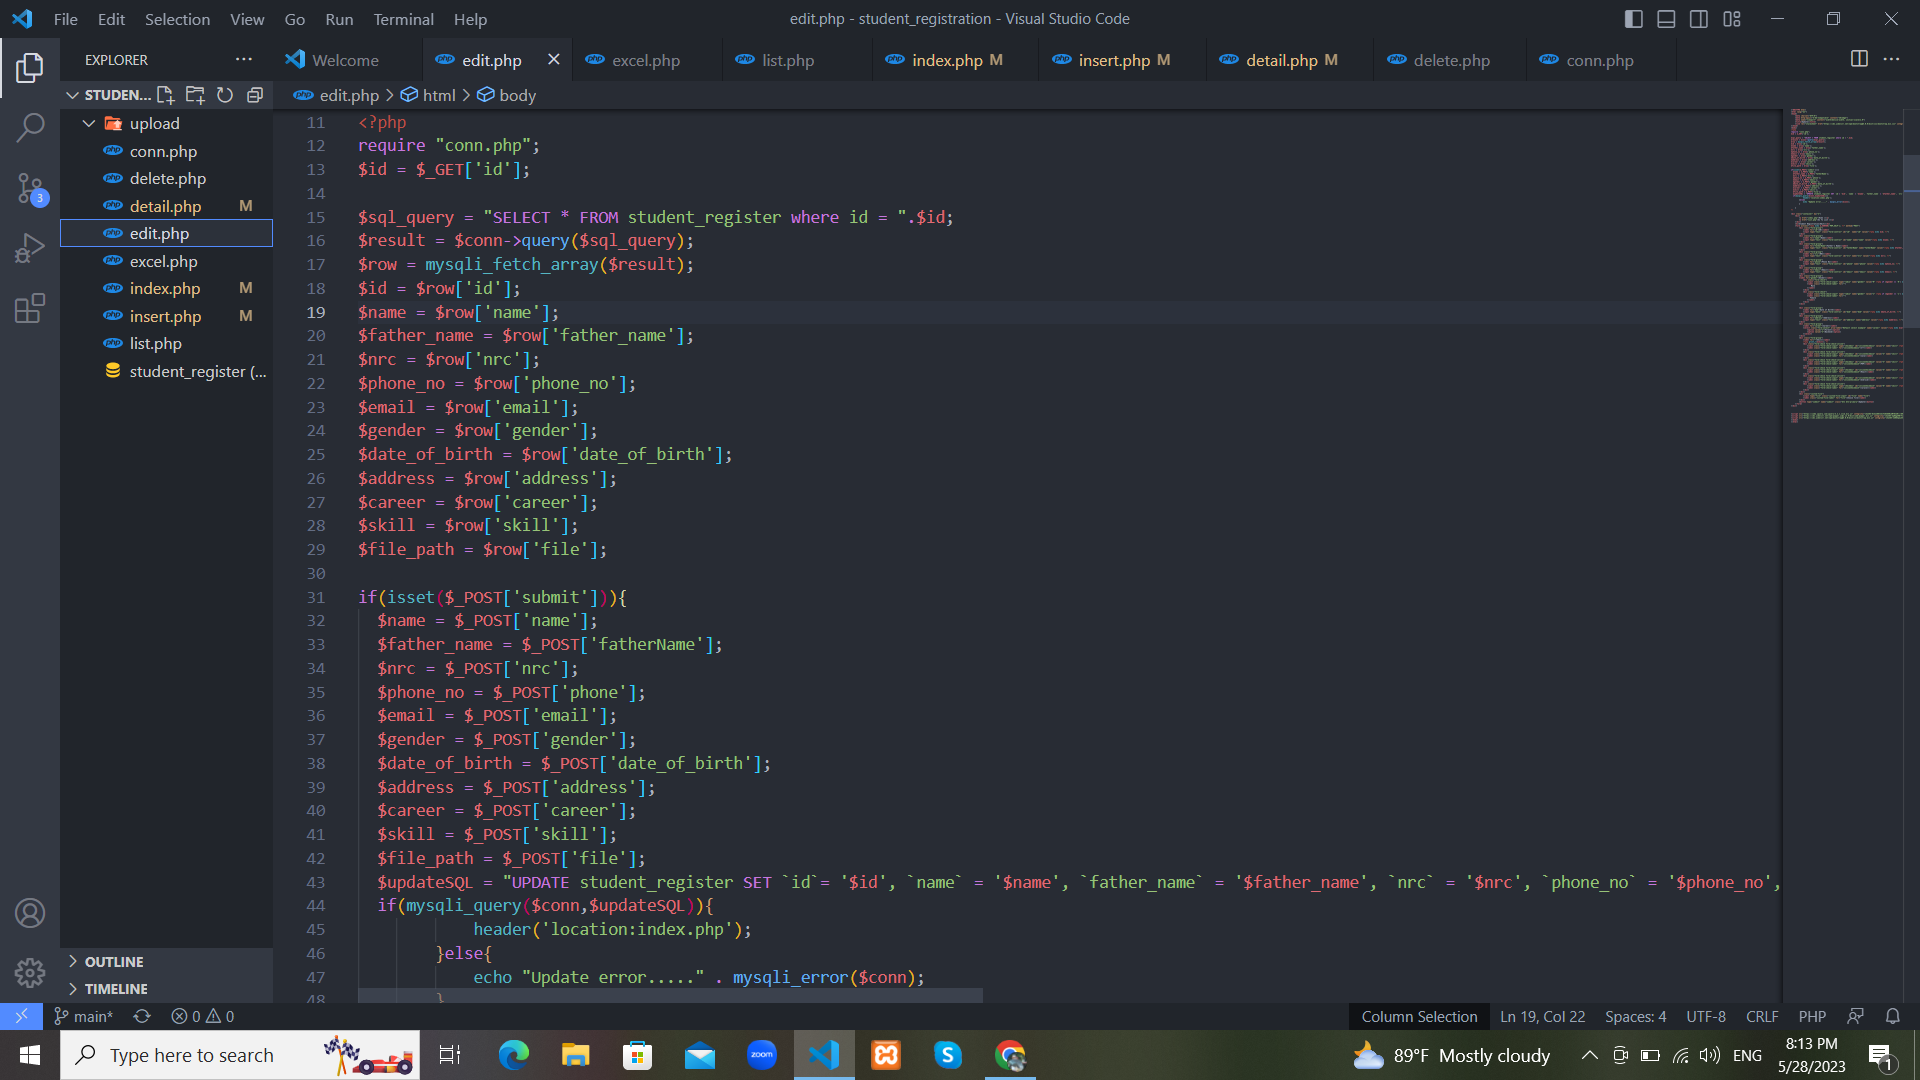 File Edit Selection View Go Run Terminal Help
edit.php - student_registration - Visual Studio Code
EXPLORER
Welcome
edit.php
excel.php
list.php
index.php M
insert.php M
detail.php M
delete.php
conn.php
STUDEN...
edit.php > html > body
upload
conn.php
delete.php
detail.php M
edit.php
excel.php
index.php M
insert.php M
list.php
student_register (...
11 <?php
12 require "conn.php";
13 $id = $_GET['id'];
14
15 $sql_query = "SELECT * FROM student_register where id = ".$id;
16 $result = $conn->query($sql_query);
17 $row = mysqli_fetch_array($result);
18 $id = $row['id'];
19 $name = $row['name'];
20 $father_name = $row['father_name'];
21 $nrc = $row['nrc'];
22 $phone_no = $row['phone_no'];
23 $email = $row['email'];
24 $gender = $row['gender'];
25 $date_of_birth = $row['date_of_birth'];
26 $address = $row['address'];
27 $career = $row['career'];
28 $skill = $row['skill'];
29 $file_path = $row['file'];
30
31 if(isset($_POST['submit'])){
32 $name = $_POST['name'];
33 $father_name = $_POST['fatherName'];
34 $nrc = $_POST['nrc'];
35 $phone_no = $_POST['phone'];
36 $email = $_POST['email'];
37 $gender = $_POST['gender'];
38 $date_of_birth = $_POST['date_of_birth'];
39 $address = $_POST['address'];
40 $career = $_POST['career'];
41 $skill = $_POST['skill'];
42 $file_path = $_POST['file'];
43 $updateSQL = "UPDATE student_register SET `id`= '$id', `name` = '$name', `father_name` = '$father_name', `nrc` = '$nrc', `phone_no` = '$phone_no',
44 if(mysqli_query($conn,$updateSQL)){
45 header('location:index.php');
46 }else{
47 echo "Update error....." . mysqli_error($conn);
48 }
3
OUTLINE
TIMELINE
main* 0 0
Column Selection Ln 19, Col 22 Spaces: 4 UTF-8 CRLF PHP
Type here to search
zoom
89°F Mostly cloudy
ENG
8:13 PM
5/28/2023
1